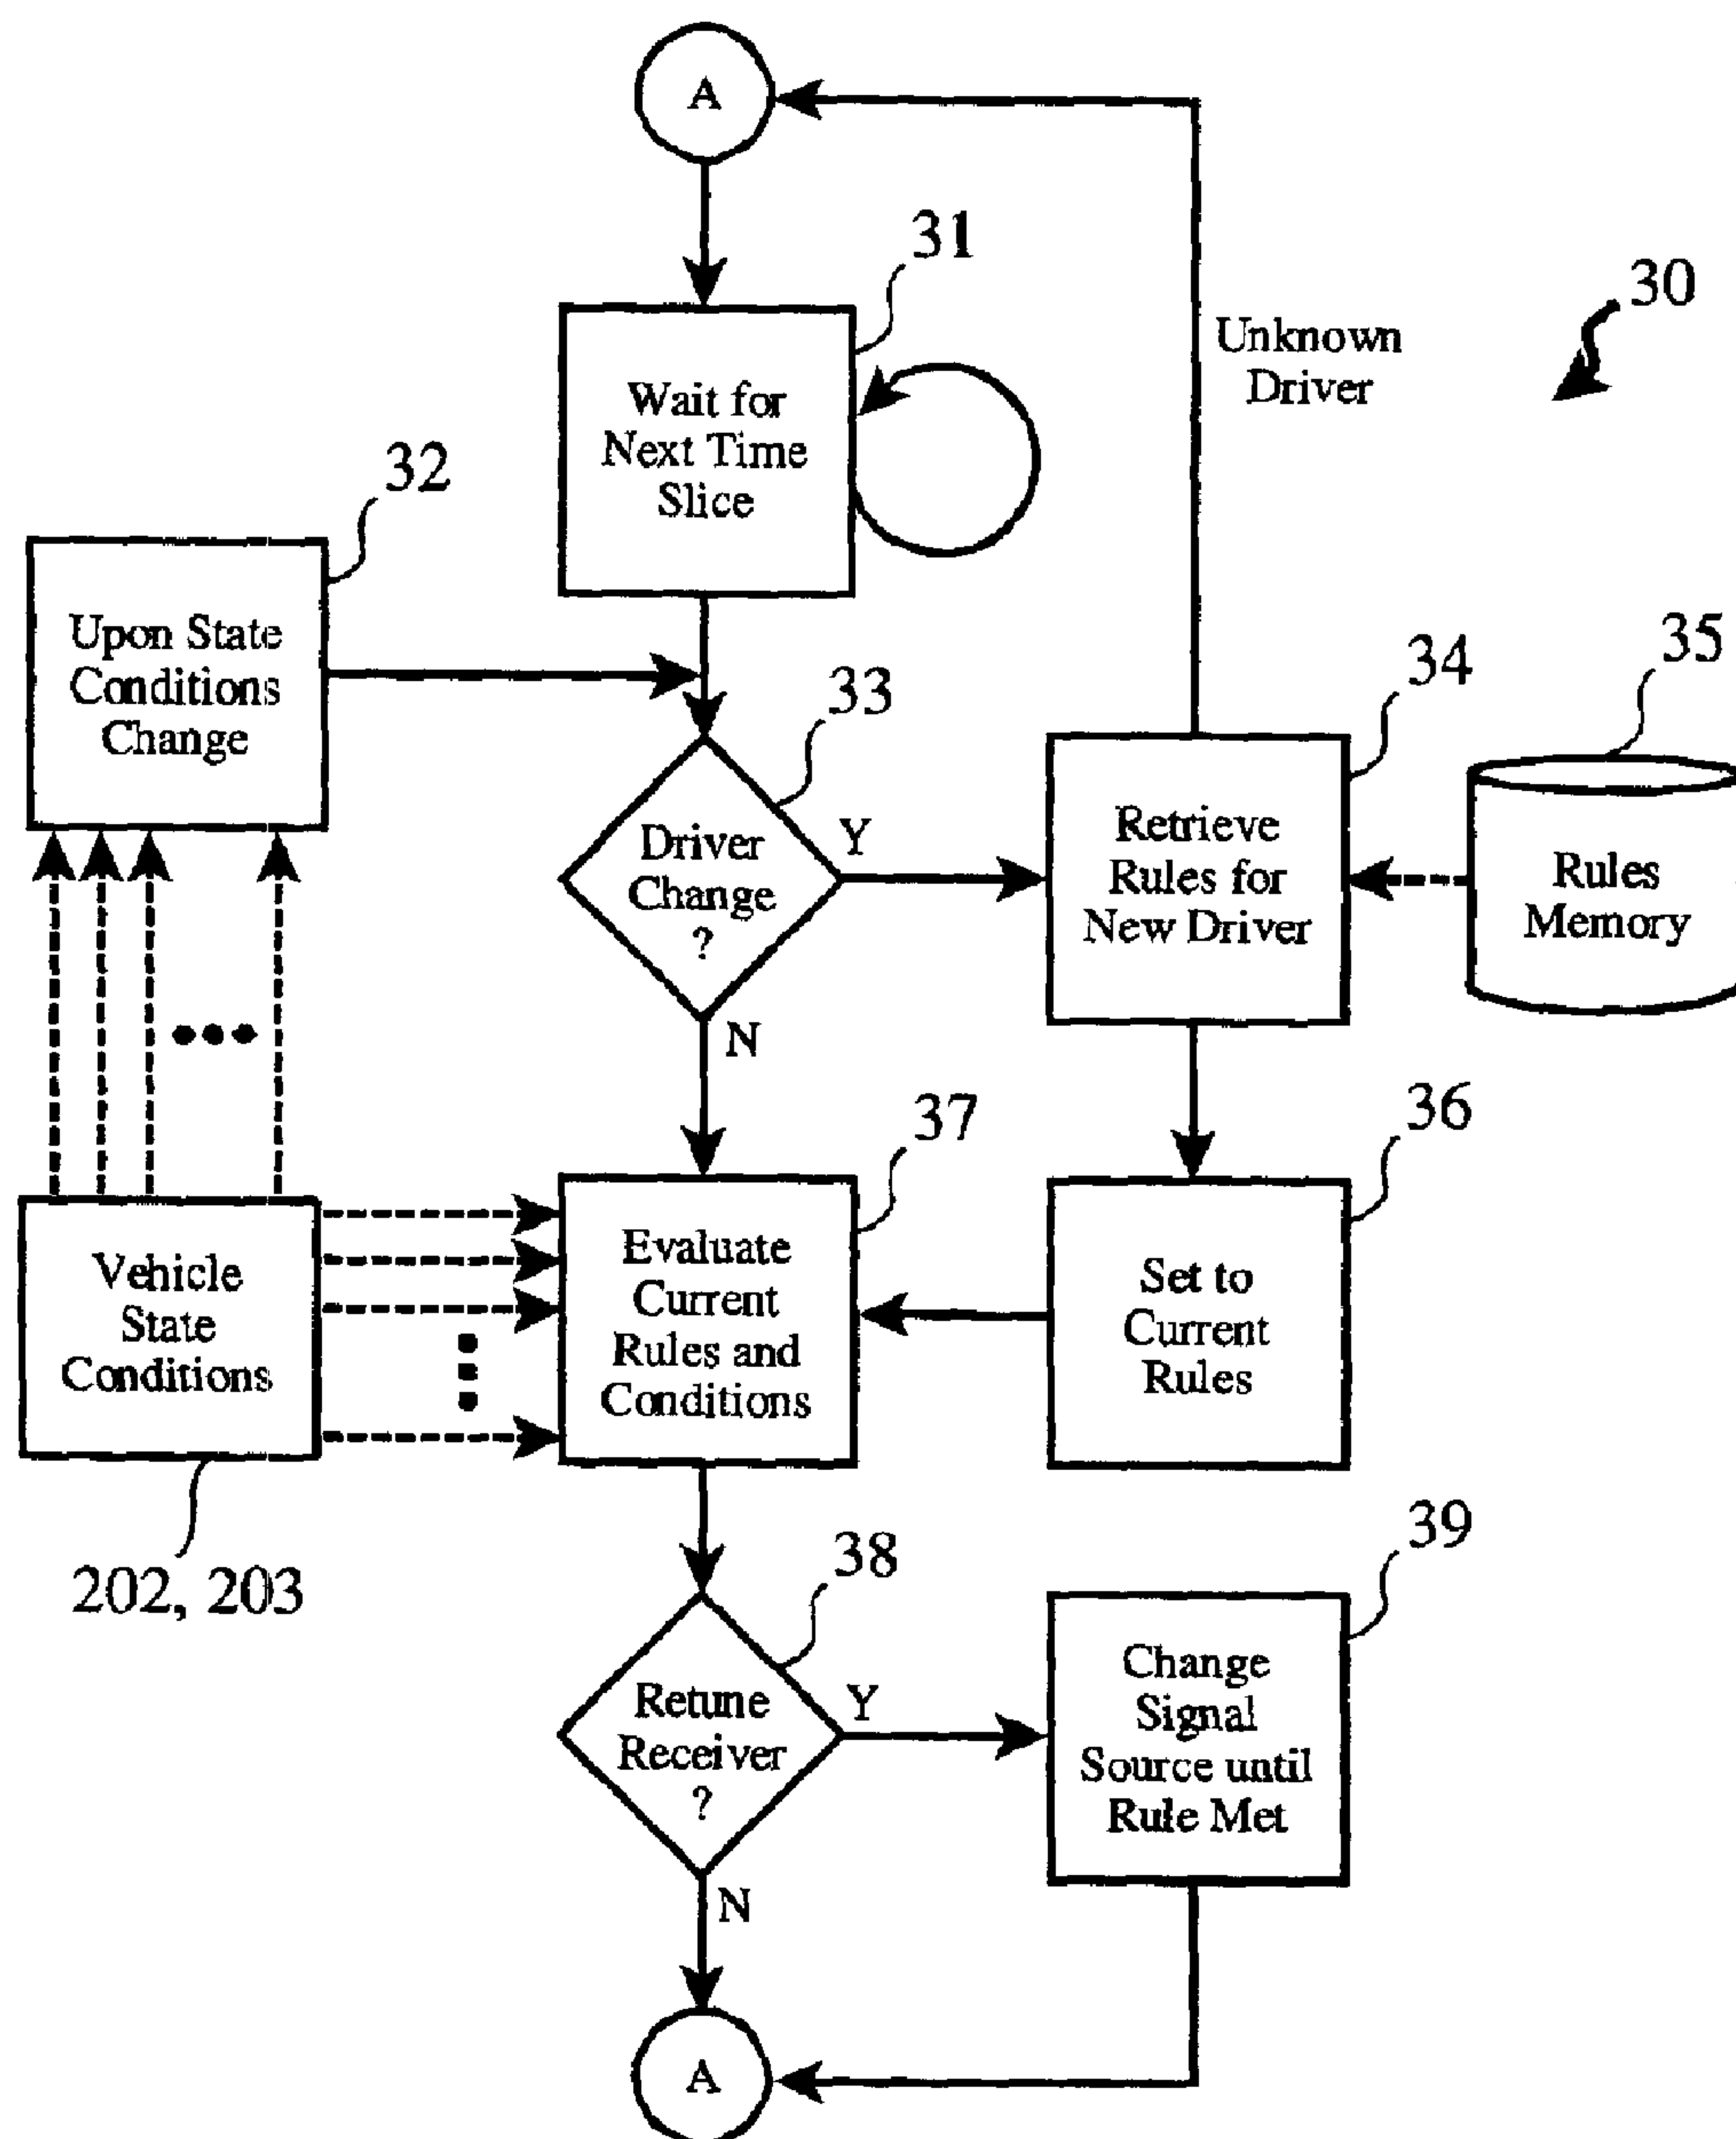 A
31
30
Unknown
Driver
Wait for
Next Time
Slice
32
Upon State
Conditions
Change
33
34
35
Driver
Change
?
Y
N
Retrieve
Rules for
New Driver
Rules
Memory
37
36
Vehicle
State
Conditions
Evaluate
Current
Rules and
Conditions
Set to
Current
Rules
202, 203
38
39
Retune
Receiver
?
Y
N
Change
Signal
Source until
Rule Met
A